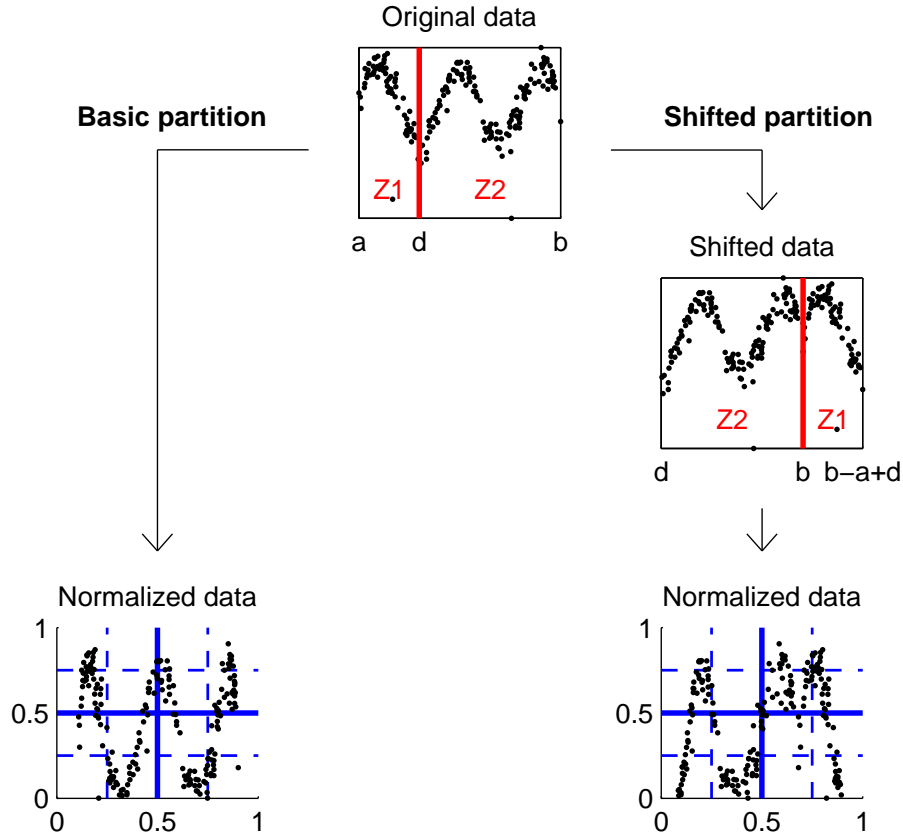 Original data
Basic partition
Shifted partition
Z1
Z2
a
d
b
Shifted data
Z2
Z1
d
b
b−a+d
Normalized data
1
0.5
0
0.5
1
Normalized data
1
0.5
0
0
0.5
1